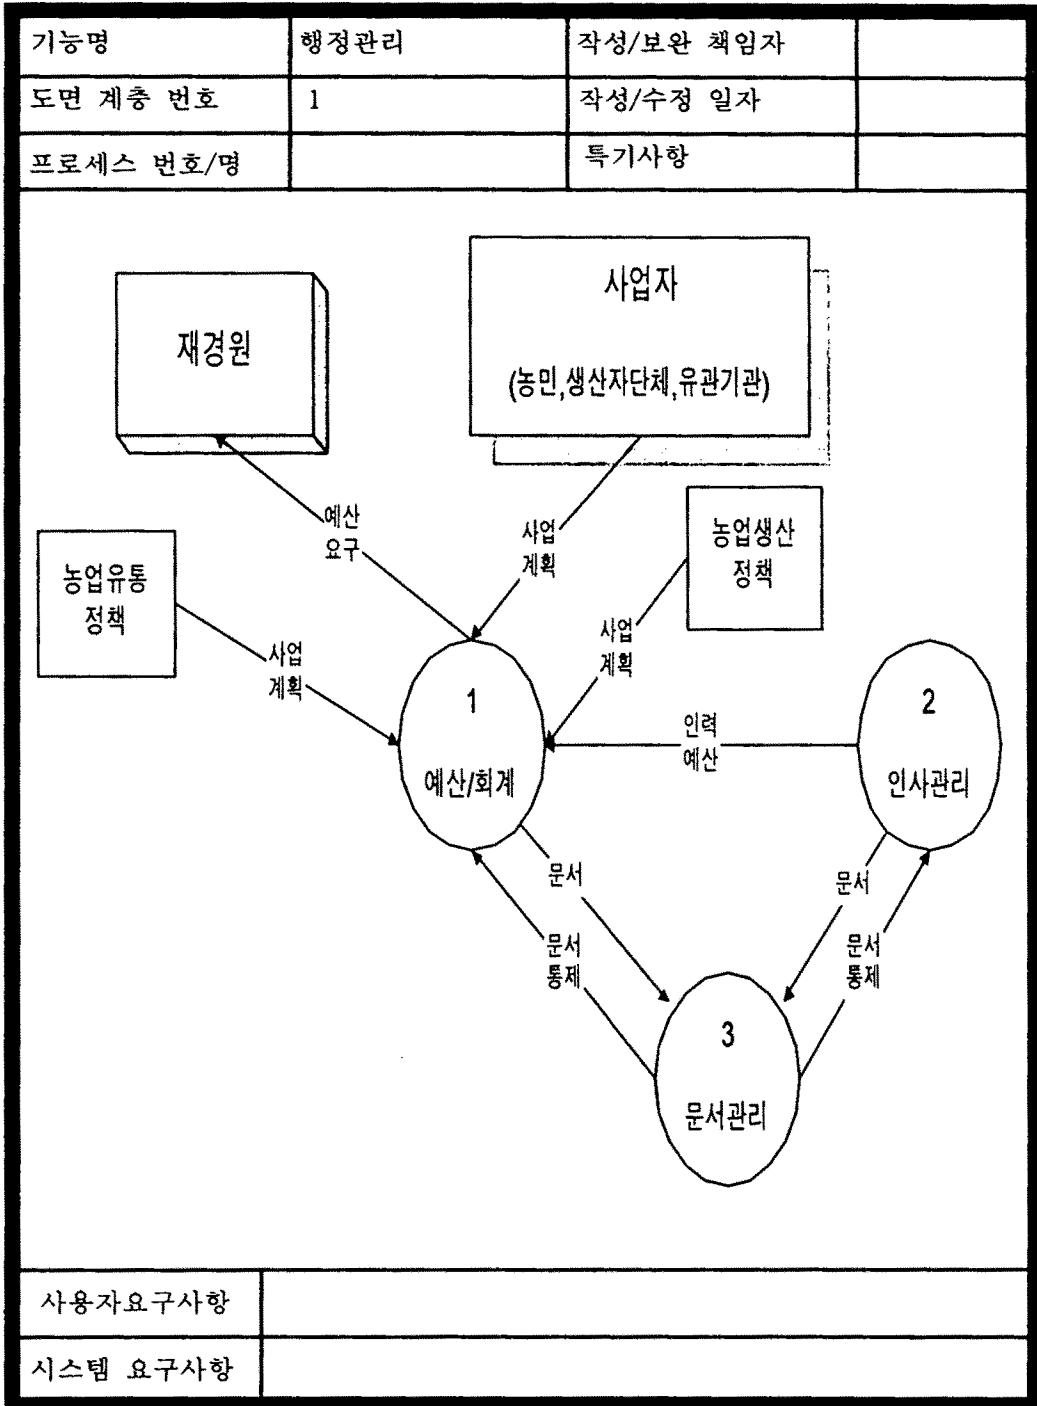 기능명 행정관리 작성/보완 책임자
도면 계층 번호 1 작성/수정 일자
프로세스 번호/명 특기사항
사업자
재경원
(농민,생산자단체,유관기관)
예산
요구
사업
계획
농업생산
정책
농업유통
정책
사업
계획
사업
계획
1
예산/회계
인력
예산
2
인사관리
문서
문서
문서
통제
문서
통제
3
문서관리
사용자요구사항
시스템 요구사항